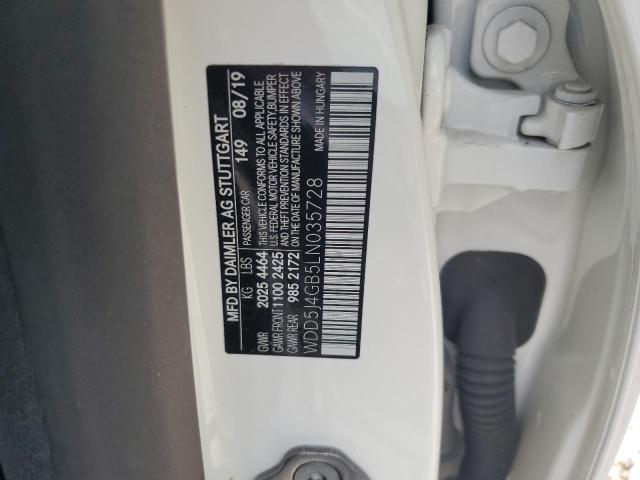 MFD BY DAIMLER AG STUTTGART
PASSENGER CAR 149 08/19
KG LBS
GVWR 2025 4464
GAWR FRONT 1100 2425
GAWR REAR 985 2172
THIS VEHICLE CONFORMS TO ALL APPLICABLE
U.S. FEDERAL MOTOR VEHICLE SAFETY, BUMPER
AND THEFT PREVENTION STANDARDS IN EFFECT
ON THE DATE OF MANUFACTURE SHOWN ABOVE
WDD5J4GB5LN035728
MADE IN HUNGARY